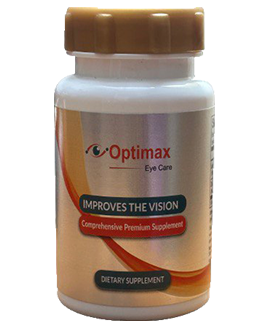 Optimax
Eye Care
IMPROVES THE VISION
Comprehensive Premium Supplement
DIETARY SUPPLEMENT